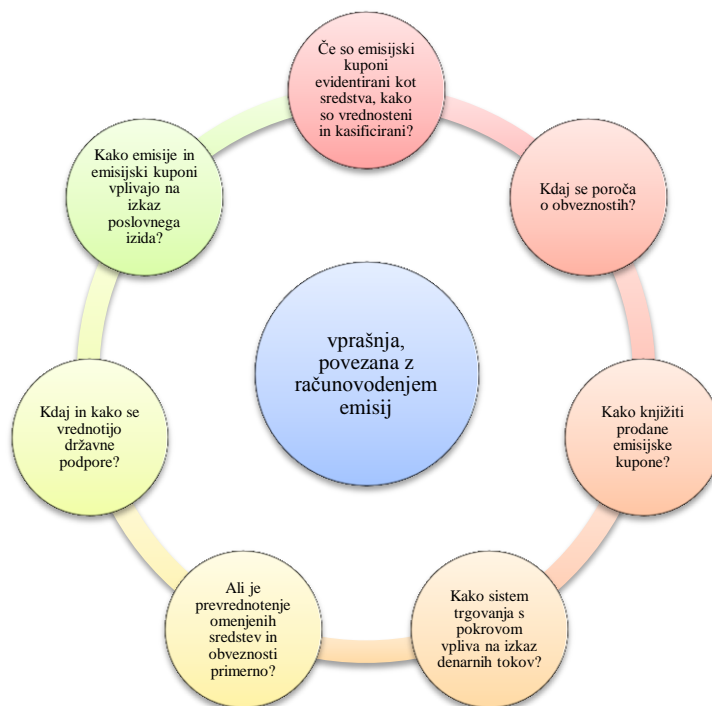 Če so emisijski
kuponi
evidentirani kot
sredstva, kako
so vrednosteni
in kasificirani?
Kdaj se poroča
o obveznostih?
Kako knjižiti
prodane
emisijske
kupone?
Kako sistem
trgovanja s
pokrovom
vpliva na izkaz
denarnih tokov?
Ali je
prevrednotenje
omenjenih
sredstev in
obveznosti
primerno?
Kdaj in kako se
vrednotijo
državne
podpore?
Kako emisije in
emisijski kuponi
vplivajo na
izkaz
poslovnega
izida?
vprašnja,
povezana z
računovodenjem
emisij